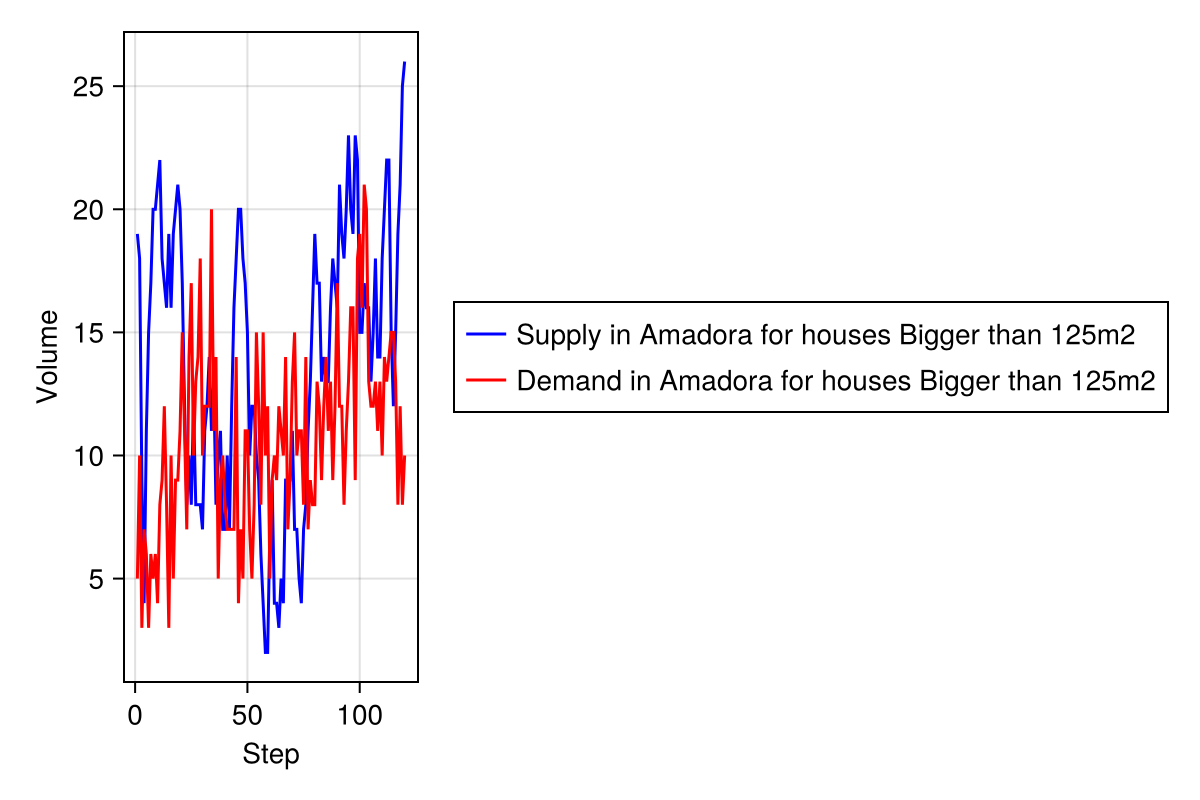 25
20
15
10
5
Volume
0 50 100
Step
Supply in Amadora for houses Bigger than 125m2
Demand in Amadora for houses Bigger than 125m2